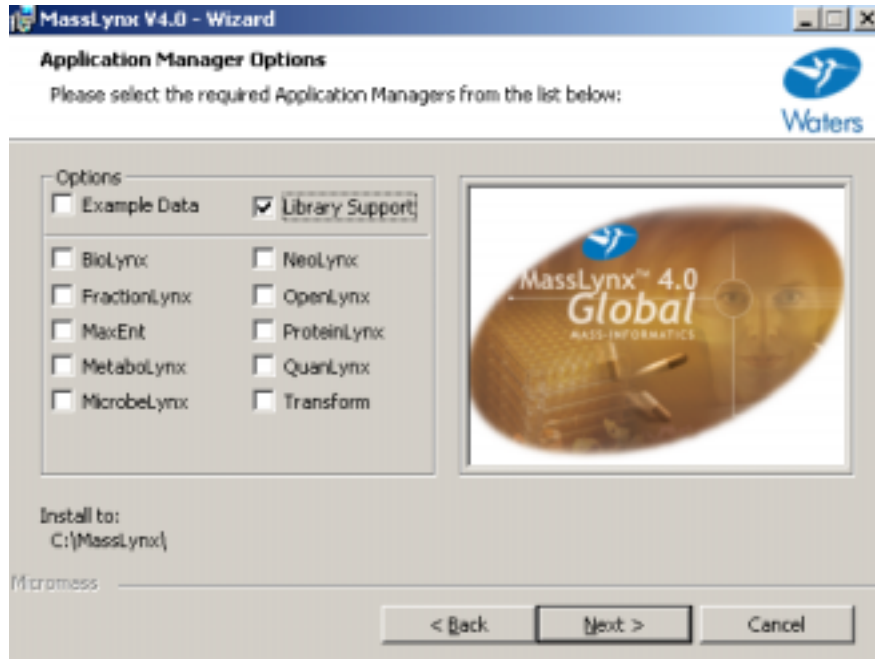 MassLynx V4.0 - Wizard
Application Manager Options
Please select the required Application Managers from the list below:
Waters
Options
Example Data
Library Support
BioLynx
NeoLynx
FractionLynx
OpenLynx
MaxEnt
ProteinLynx
MetaboLynx
QuanLynx
MicrobeLynx
Transform
MassLynx™ 4.0
Global
MASS-INFORMATICS
Install to:
C:\MassLynx\
Micromass
< Back
Next >
Cancel